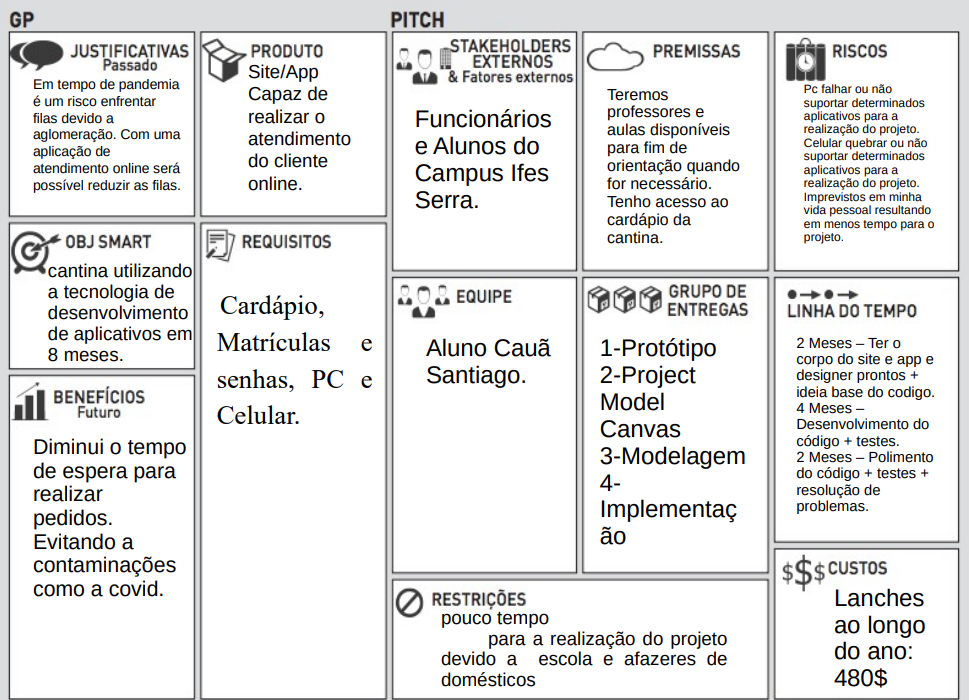 GP
PITCH
JUSTIFICATIVAS
Passado
Em tempo de pandemia
é um risco enfrentar
filas devido a
aglomeração. Com uma
aplicação de
atendimento online será
possível reduzir as filas.
PRODUTO
Site/App
Capaz de
realizar o
atendimento
do cliente
online.
STAKEHOLDERS
EXTERNOS
& Fatores externos
Funcionários
e Alunos do
Campus Ifes
Serra.
PREMISSAS
Teremos
professores e
aulas disponíveis
para fim de
orientação quando
for necessário.
Tenho acesso ao
cardápio da
cantina.
RISCOS
Pc falhar ou não
suportar determinados
aplicativos para a
realização do projeto.
Celular quebrar ou não
suportar determinados
aplicativos para a
realização do projeto.
Imprevistos em minha
vida pessoal resultando
em menos tempo para o
projeto.
OBJ SMART
cantina utilizando
a tecnologia de
desenvolvimento
de aplicativos em
8 meses.
REQUISITOS
Cardápio,
Matrículas e
senhas, PC e
Celular.
EQUIPE
Aluno Cauã
Santiago.
GRUPO DE
ENTREGAS
1-Protótipo
2-Project
Model
Canvas
3-Modelagem
4-
Implementaç
ão
LINHA DO TEMPO
2 Meses – Ter o
corpo do site e app e
designer prontos +
ideia base do codigo.
4 Meses –
Desenvolvimento do
código + testes.
2 Meses – Polimento
do código + testes +
resolução de
problemas.
BENEFÍCIOS
Futuro
Diminui o tempo
de espera para
realizar
pedidos.
Evitando a
contaminações
como a covid.
RESTRIÇÕES
pouco tempo
para a realização do projeto
devido a escola e afazeres de
domésticos
$$$ CUSTOS
Lanches
ao longo
do ano:
480$